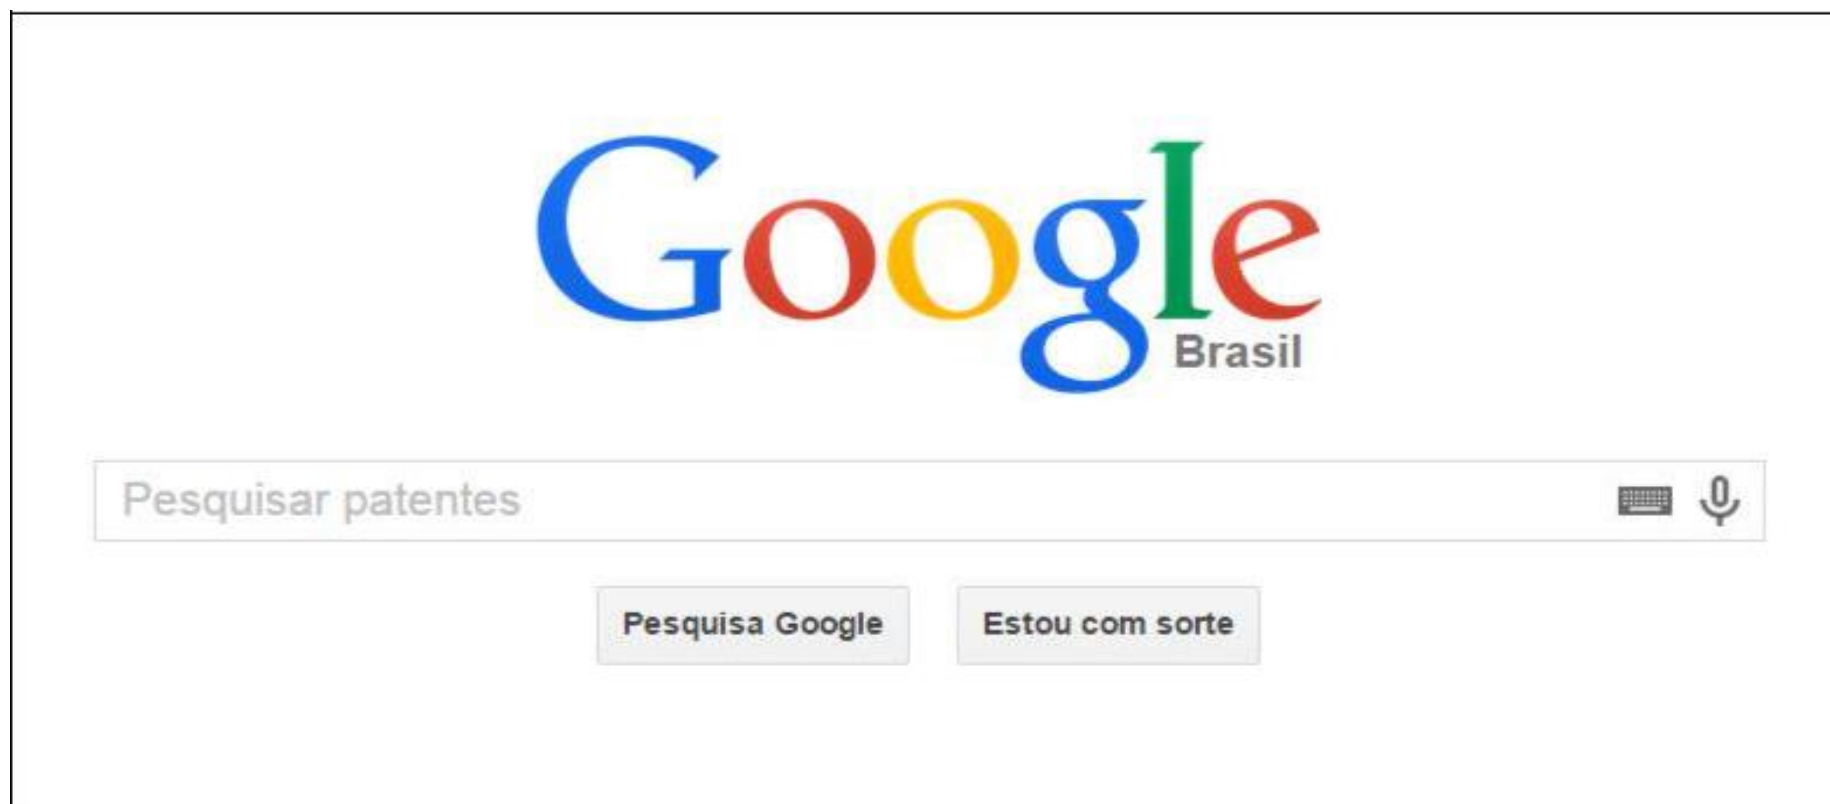 Google
Brasil
Pesquisar patentes
Pesquisa Google
Estou com sorte